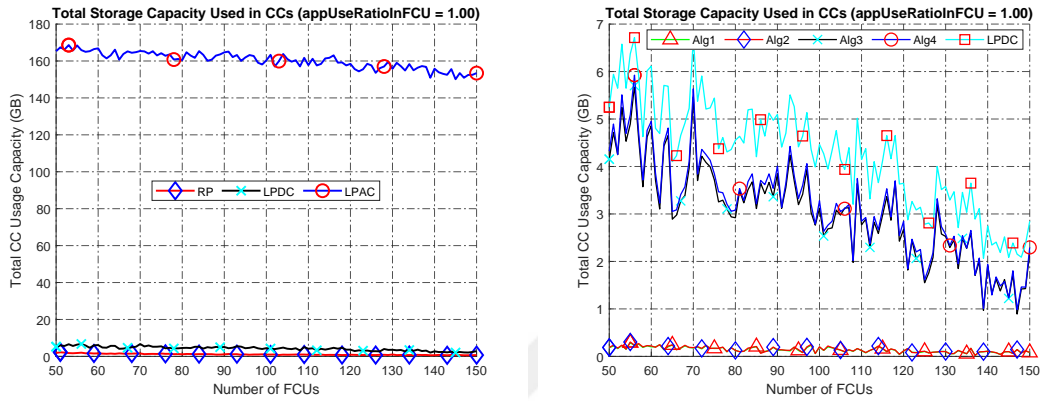 Total Storage Capacity Used in CCs (appUseRatioInFCU = 1.00)
180
160
140
120
100
80
60
40
20
0
Total CC Usage Capacity (GB)
RP LPDC LPAC
50 60 70 80 90 100 110 120 130 140 150
Number of FCUs
Total Storage Capacity Used in CCs (appUseRatioInFCU = 1.00)
Alg1 Alg2 Alg3 Alg4 LPDC
7
6
5
4
3
2
1
0
Total CC Usage Capacity (GB)
50 60 70 80 90 100 110 120 130 140 150
Number of FCUs